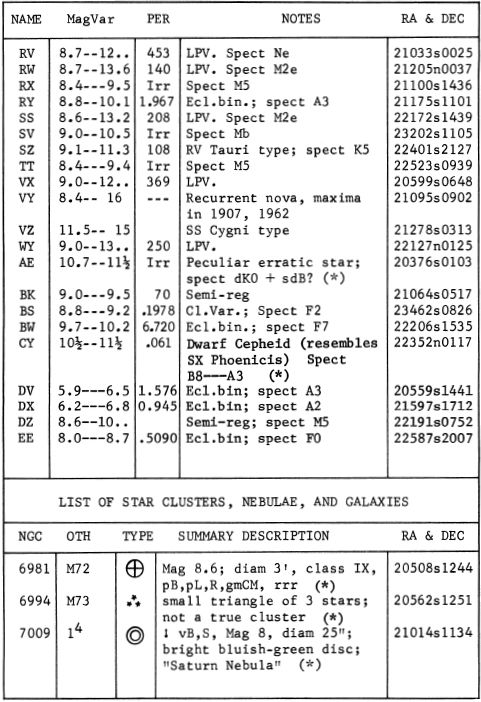 NAME MagVar PER NOTES RA & DEC
RV 8.7--12.. 453 LPV. Spect Ne 21033s0025
RW 8.7--13.6 140 LPV. Spect M2e 21205n0037
RX 8.4---9.5 Irr Spect M5 21100s1436
RY 8.8--10.1 1.967 Ecl.bin.; spect A3 21175s1101
SS 8.6--13.2 208 LPV. Spect M2e 22172s1439
SV 9.0--10.5 Irr Spect Mb 23202s1105
SZ 9.1--11.3 108 RV Tauri type; spect K5 22401s2127
TT 8.4---9.4 Irr Spect M5 22523s0939
VX 9.0--12.. 369 LPV. 20599s0648
VY 8.4-- 16 --- Recurrent nova, maxima 21095s0902
in 1907, 1962
VZ 11.5-- 15 SS Cygni type 21278s0313
WY 9.0--13.. 250 LPV. 22127n0125
AE 10.7--11½ Irr Peculiar erratic star; 20376s0103
spect dK0 + sdB? (*)
BK 9.0---9.5 70 Semi-reg 21064s0517
BS 8.8---9.2 .1978 Cl.Var.; Spect F2 23462s0826
BW 9.7--10.2 6.720 Ecl.bin.; spect F7 22206s1535
CY 10½--11½ .061 Dwarf Cepheid (resembles 22352n0117
SX Phoenicis) Spect
B8---A3 (*)
DV 5.9---6.5 1.576 Ecl.bin; spect A3 20559s1441
DX 6.2---6.8 0.945 Ecl.bin; spect A2 21597s1712
DZ 8.6--10.. Semi-reg; spect M5 22191s0752
EE 8.0---8.7 .5090 Ecl.bin; spect F0 22587s2007
LIST OF STAR CLUSTERS, NEBULAE, AND GALAXIES
NGC OTH TYPE SUMMARY DESCRIPTION RA & DEC
6981 M72 Mag 8.6; diam 3', class IX, 20508s1244
pB,pL,R,gmCM, rrr (*)
6994 M73 small triangle of 3 stars; 20562s1251
not a true cluster (*)
7009 1⁴ ! vB,S, Mag 8, diam 25"; 21014s1134
bright bluish-green disc;
"Saturn Nebula" (*)